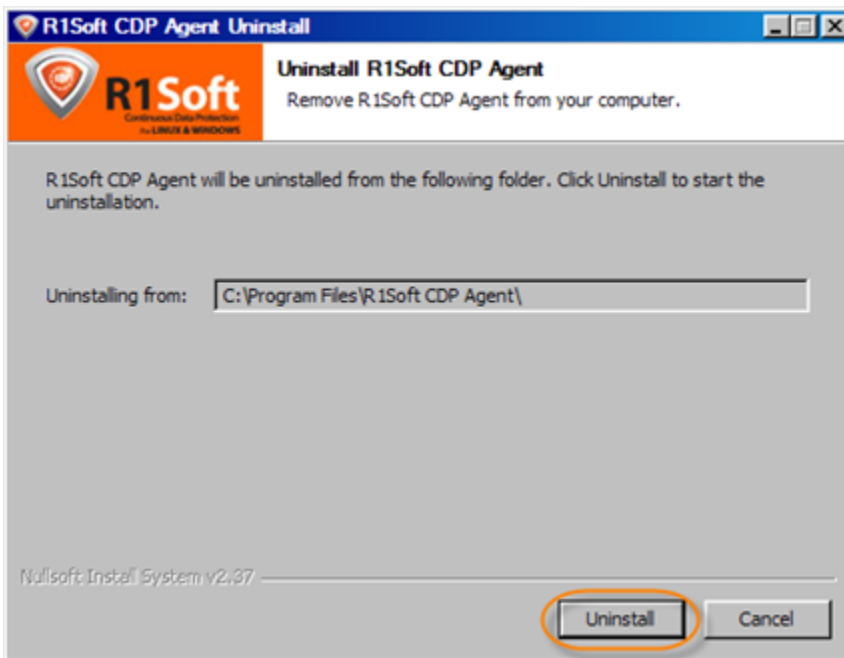 R1Soft CDP Agent Uninstall
R1Soft
Continuous Data Protection
for LINUX & WINDOWS
Uninstall R1Soft CDP Agent
Remove R1Soft CDP Agent from your computer.
R1Soft CDP Agent will be uninstalled from the following folder. Click Uninstall to start the
uninstallation.
Uninstalling from: C:\Program Files\R1Soft CDP Agent\
Nullsoft Install System v2.37
Uninstall Cancel